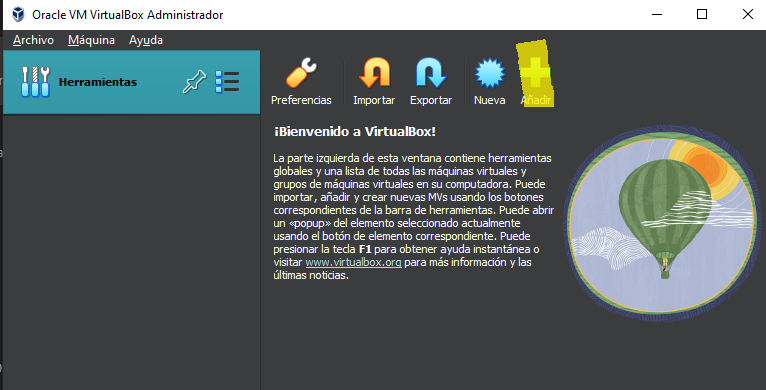 Oracle VM VirtualBox Administrador
Archivo Máquina Ayuda
Herramientas
Preferencias Importar Exportar Nueva Añadir
¡Bienvenido a VirtualBox!
La parte izquierda de esta ventana contiene herramientas
globales y una lista de todas las máquinas virtuales y
grupos de máquinas virtuales en su computadora. Puede
importar, añadir y crear nuevas MVs usando los botones
correspondientes de la barra de herramientas. Puede abrir
un «popup» del elemento seleccionado actualmente
usando el botón de elemento correspondiente. Puede
presionar la tecla F1 para obtener ayuda instantánea o
visitar www.virtualbox.org para más información y las
últimas noticias.